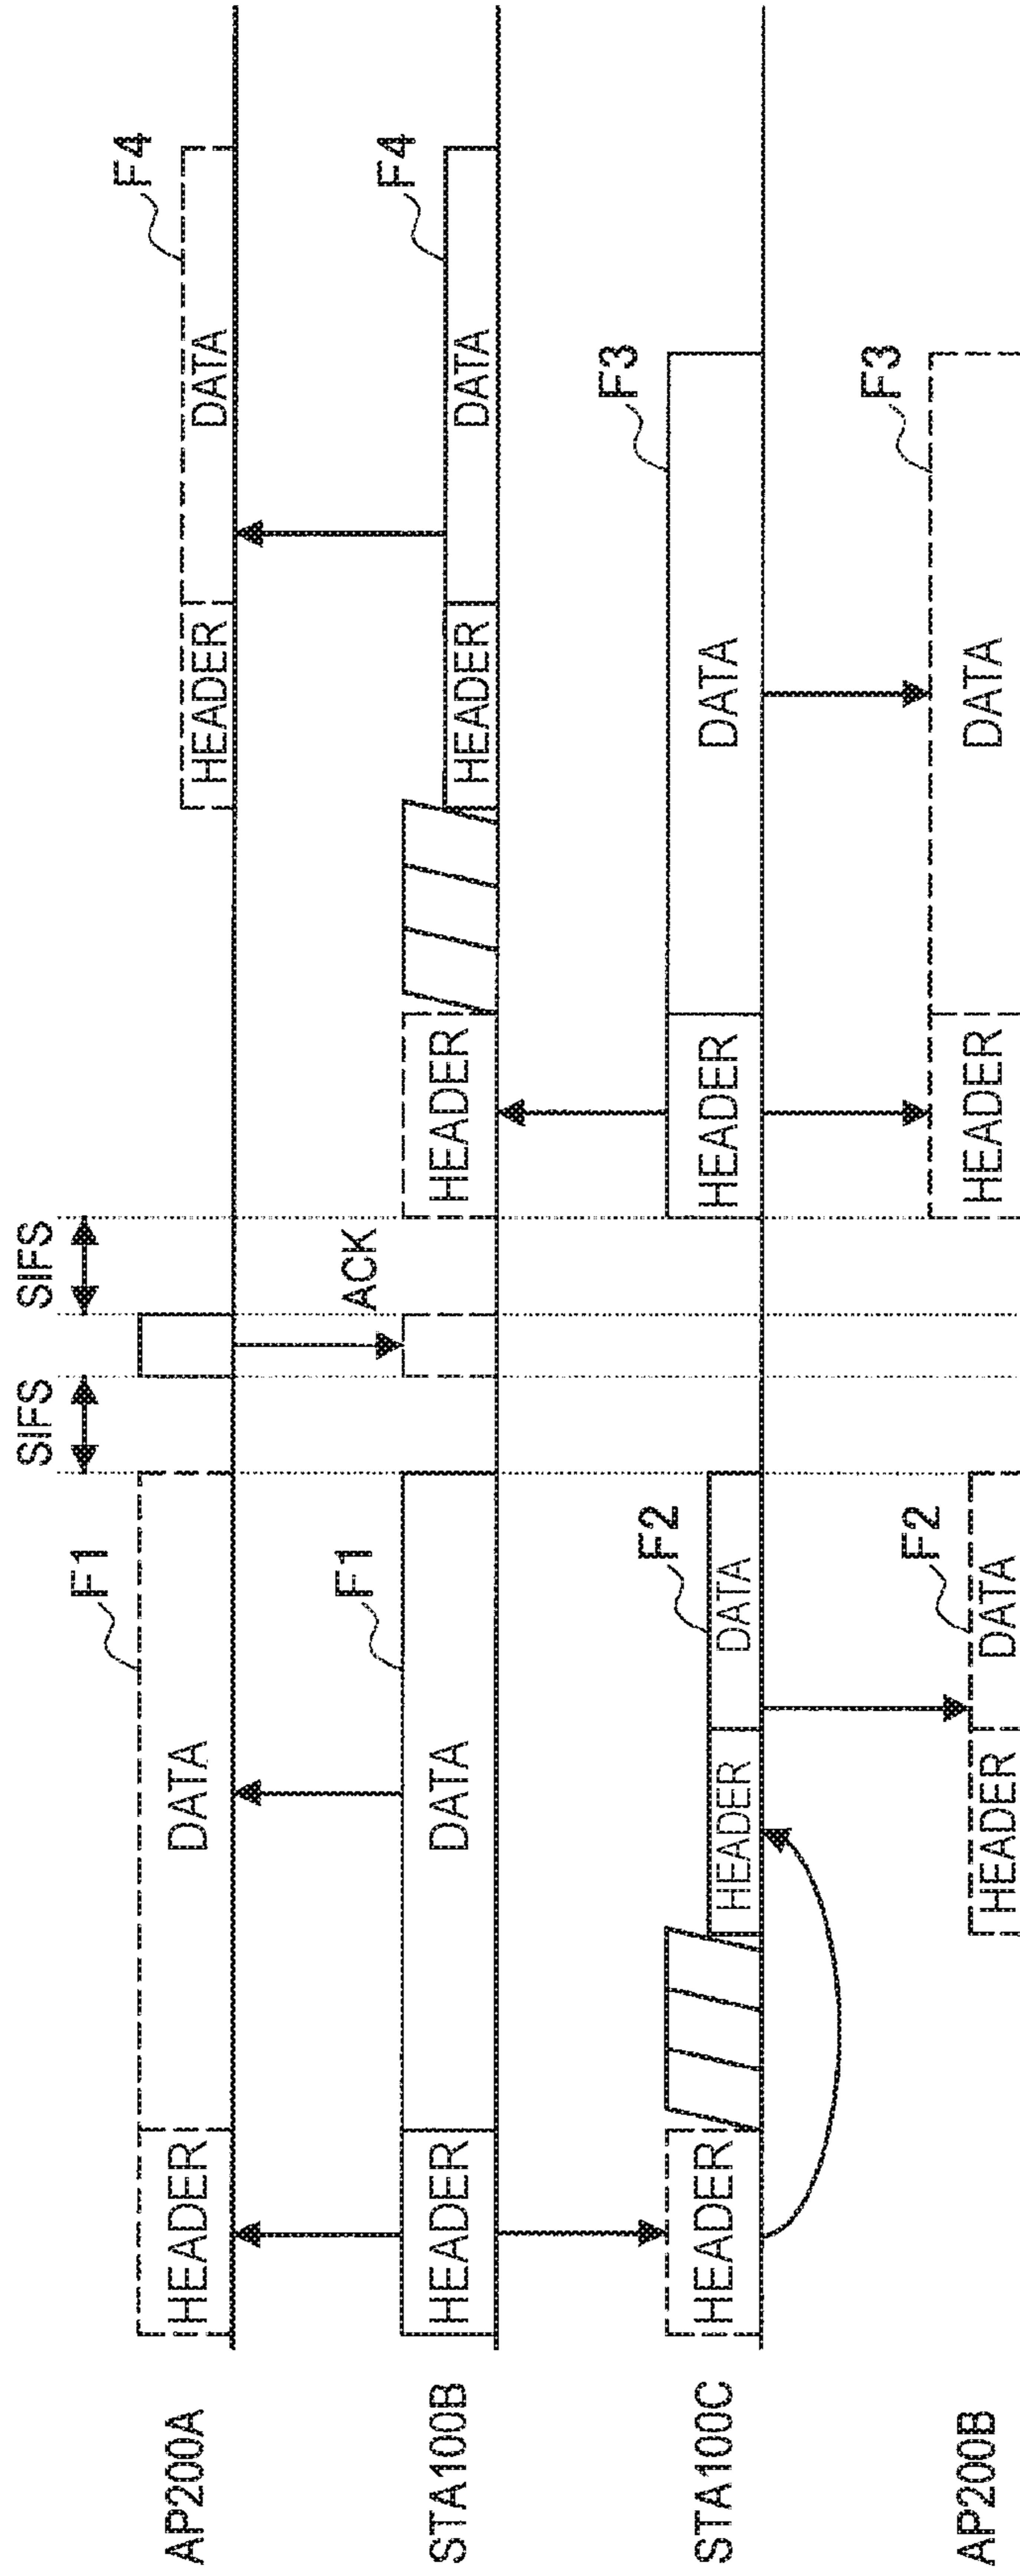 SIFS
SIFS
F1
F4
AP200A
HEADER
DATA
HEADER
DATA
F1
ACK
F4
STA100B
HEADER
DATA
HEADER
HEADER
DATA
F2
F3
STA100C
HEADER
HEADER
DATA
HEADER
DATA
F2
F3
AP200B
HEADER
DATA
HEADER
DATA